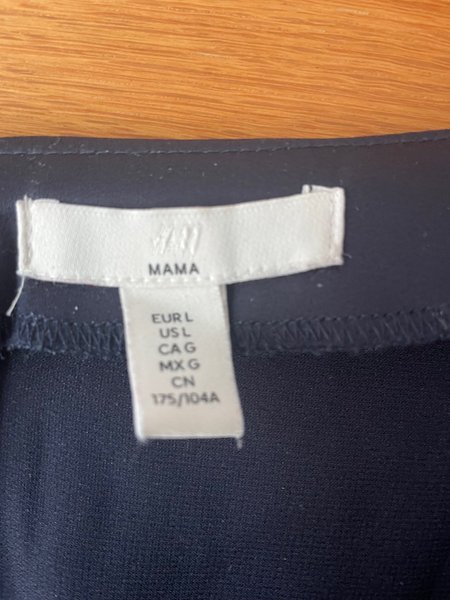 H&M
MAMA
EUR L
US L
CA G
MX G
CN
175/104A